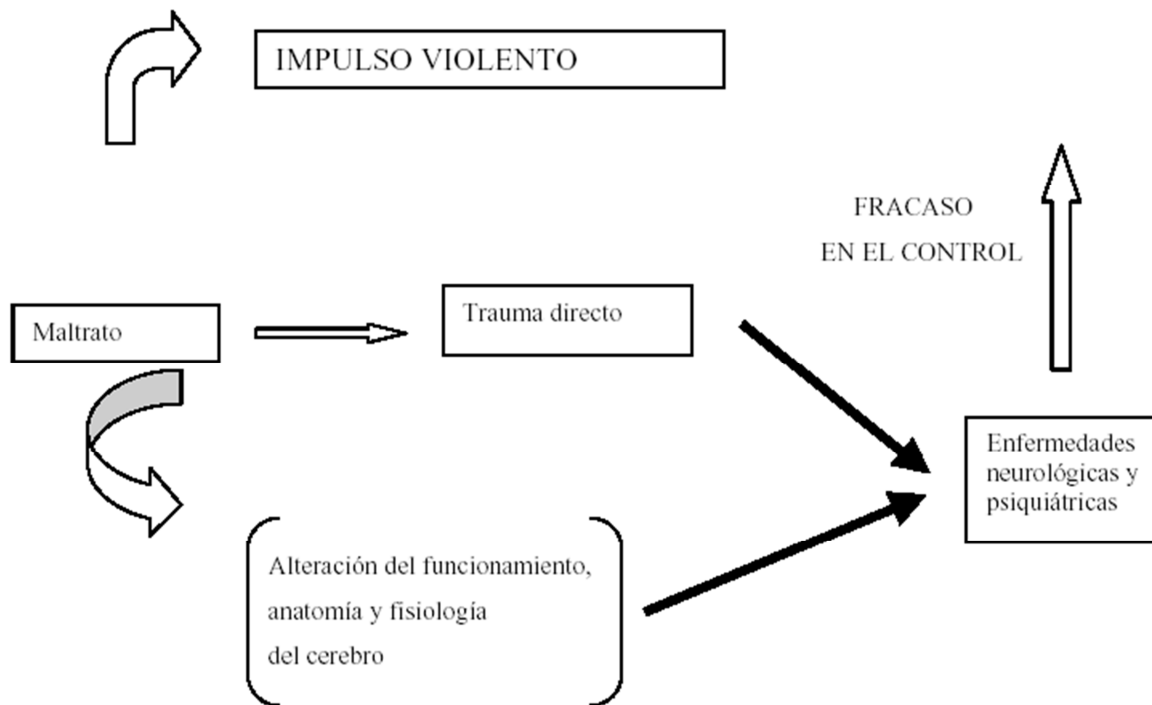 IMPULSO VIOLENTO
FRACASO
EN EL CONTROL
Maltrato
Trauma directo
Enfermedades
neurológicas y
psiquiátricas
Alteración del funcionamiento,
anatomía y fisiología
del cerebro